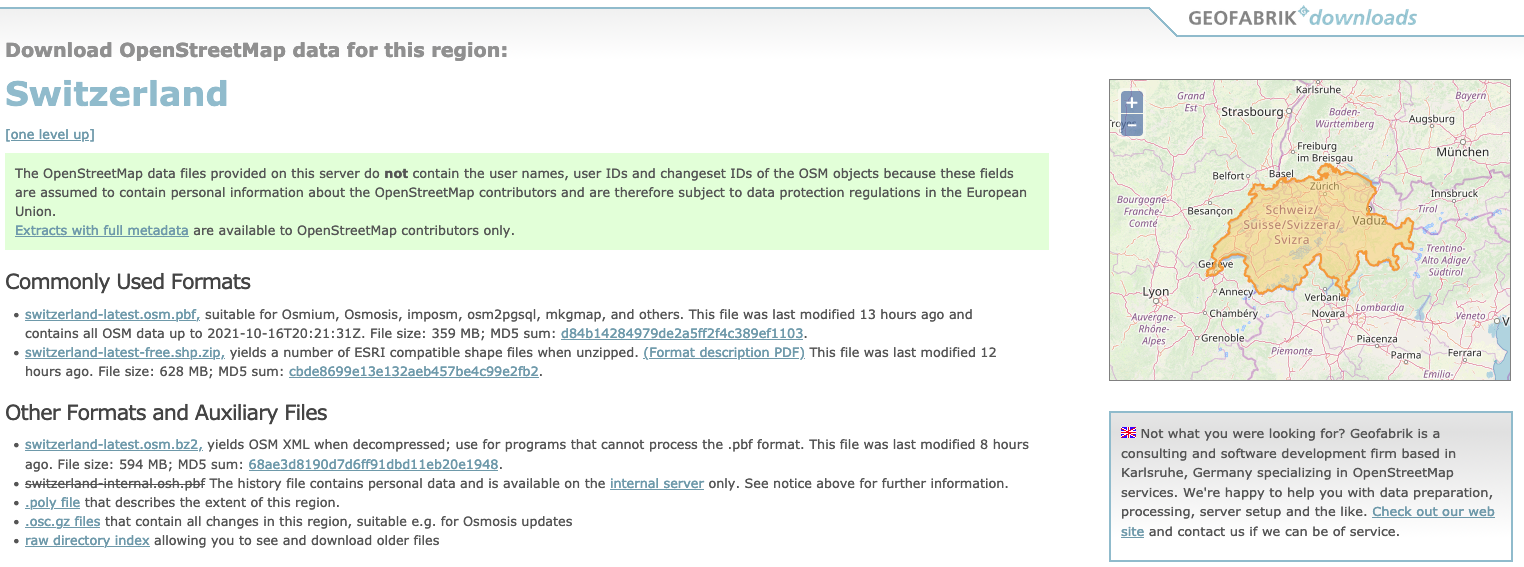 GEOFABRIK downloads
Download OpenStreetMap data for this region:
Switzerland
[one level up]
The OpenStreetMap data files provided on this server do not contain the user names, user IDs and changeset IDs of the OSM objects because these fields
are assumed to contain personal information about the OpenStreetMap contributors and are therefore subject to data protection regulations in the European
Union.
Extracts with full metadata are available to OpenStreetMap contributors only.
Commonly Used Formats
• switzerland-latest.osm.pbf, suitable for Osmium, Osmosis, imposm, osm2pgsql, mkgmap, and others. This file was last modified 13 hours ago and
contains all OSM data up to 2021-10-16T20:21:31Z. File size: 359 MB; MD5 sum: d84b14284979de2a5ff2f4c389ef1103.
• switzerland-latest-free.shp.zip, yields a number of ESRI compatible shape files when unzipped. (Format description PDF) This file was last modified 12
hours ago. File size: 628 MB; MD5 sum: cbde8699e13e132aeb457be4c99e2fb2.
Other Formats and Auxiliary Files
• switzerland-latest.osm.bz2, yields OSM XML when decompressed; use for programs that cannot process the .pbf format. This file was last modified 8 hours
ago. File size: 594 MB; MD5 sum: 68ae3d8190d7d6ff91dbd11eb20e1948.
• switzerland-internal.osh.pbf The history file contains personal data and is available on the internal server only. See notice above for further information.
• .poly file that describes the extent of this region.
• .osc.gz files that contain all changes in this region, suitable e.g. for Osmosis updates
• raw directory index allowing you to see and download older files
+
−
Karlsruhe
Grand
Est
Bayern
Strasbourg
Baden-
Württemberg
Augsburg
Freiburg
im Breisgau
München
Belfort
Basel
Zürich
Innsbruck
Bourgogne
Franche-
Comté
Besançon
Schweiz/
Suisse/Svizzera/
Svizra
Vaduz
Tirol
Trentino-
Alto Adige/
Südtirol
Genève
Lyon
Annecy
Verbania
Lombardia
Chambéry
Novara
Veneto
Auvergne-
Rhône-
Alpes
Grenoble
Piemonte
Piacenza
Parma
Ferrara
Emilia-
Not what you were looking for? Geofabrik is a
consulting and software development firm based in
Karlsruhe, Germany specializing in OpenStreetMap
services. We're happy to help you with data preparation,
processing, server setup and the like. Check out our web
site and contact us if we can be of service.